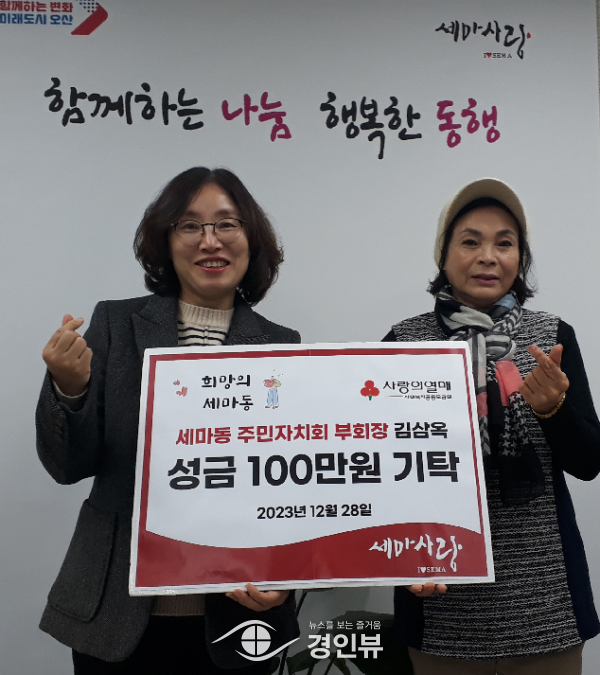 함께하는 변화
미래도시 오산
세마사랑
I♥SEMA
함께하는 나눔 행복한 동행
희망의
세마동
사랑의열매
사회복지공동모금회
세마동 주민자치회 부회장 김삼옥
성금 100만원 기탁
2023년 12월 28일
세마사랑
I♥SEMA
뉴스를 보는 즐거움
경인뷰